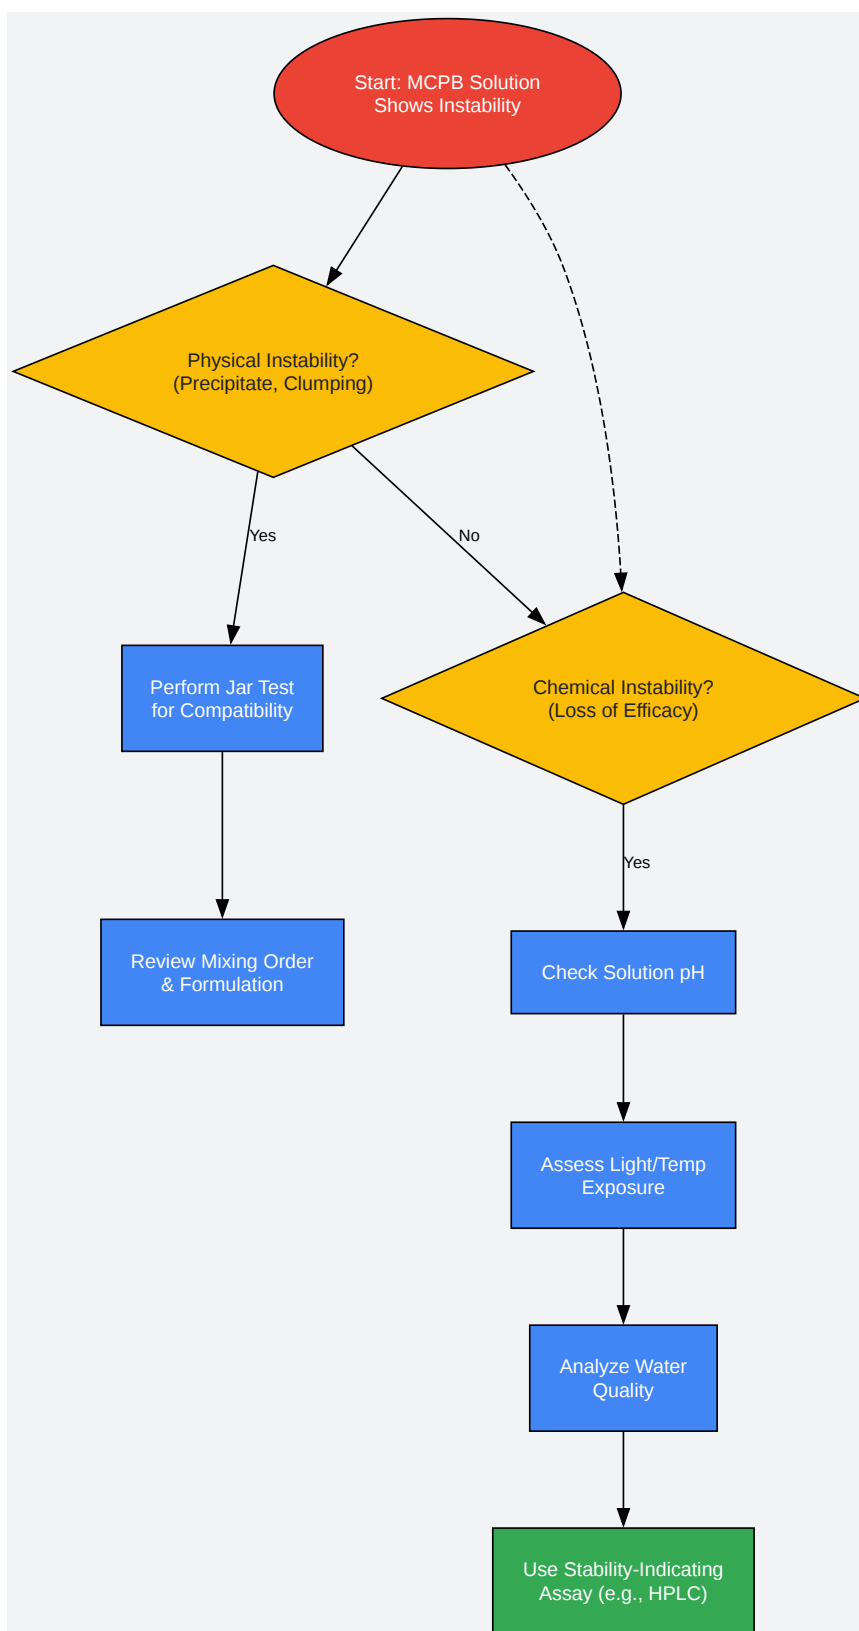 Start: MCPB Solution
Shows Instability
Physical Instability?
(Precipitate, Clumping)
Yes
No
Perform Jar Test
for Compatibility
Chemical Instability?
(Loss of Efficacy)
Yes
Review Mixing Order
& Formulation
Check Solution pH
Assess Light/Temp
Exposure
Analyze Water
Quality
Use Stability-Indicating
Assay (e.g., HPLC)